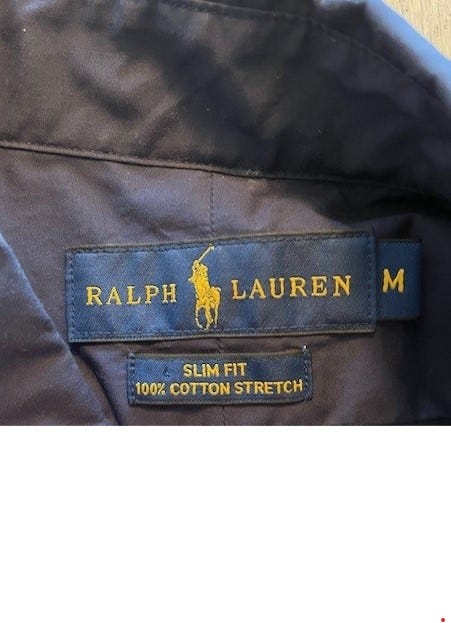 RALPH LAUREN M
SLIM FIT
100% COTTON STRETCH